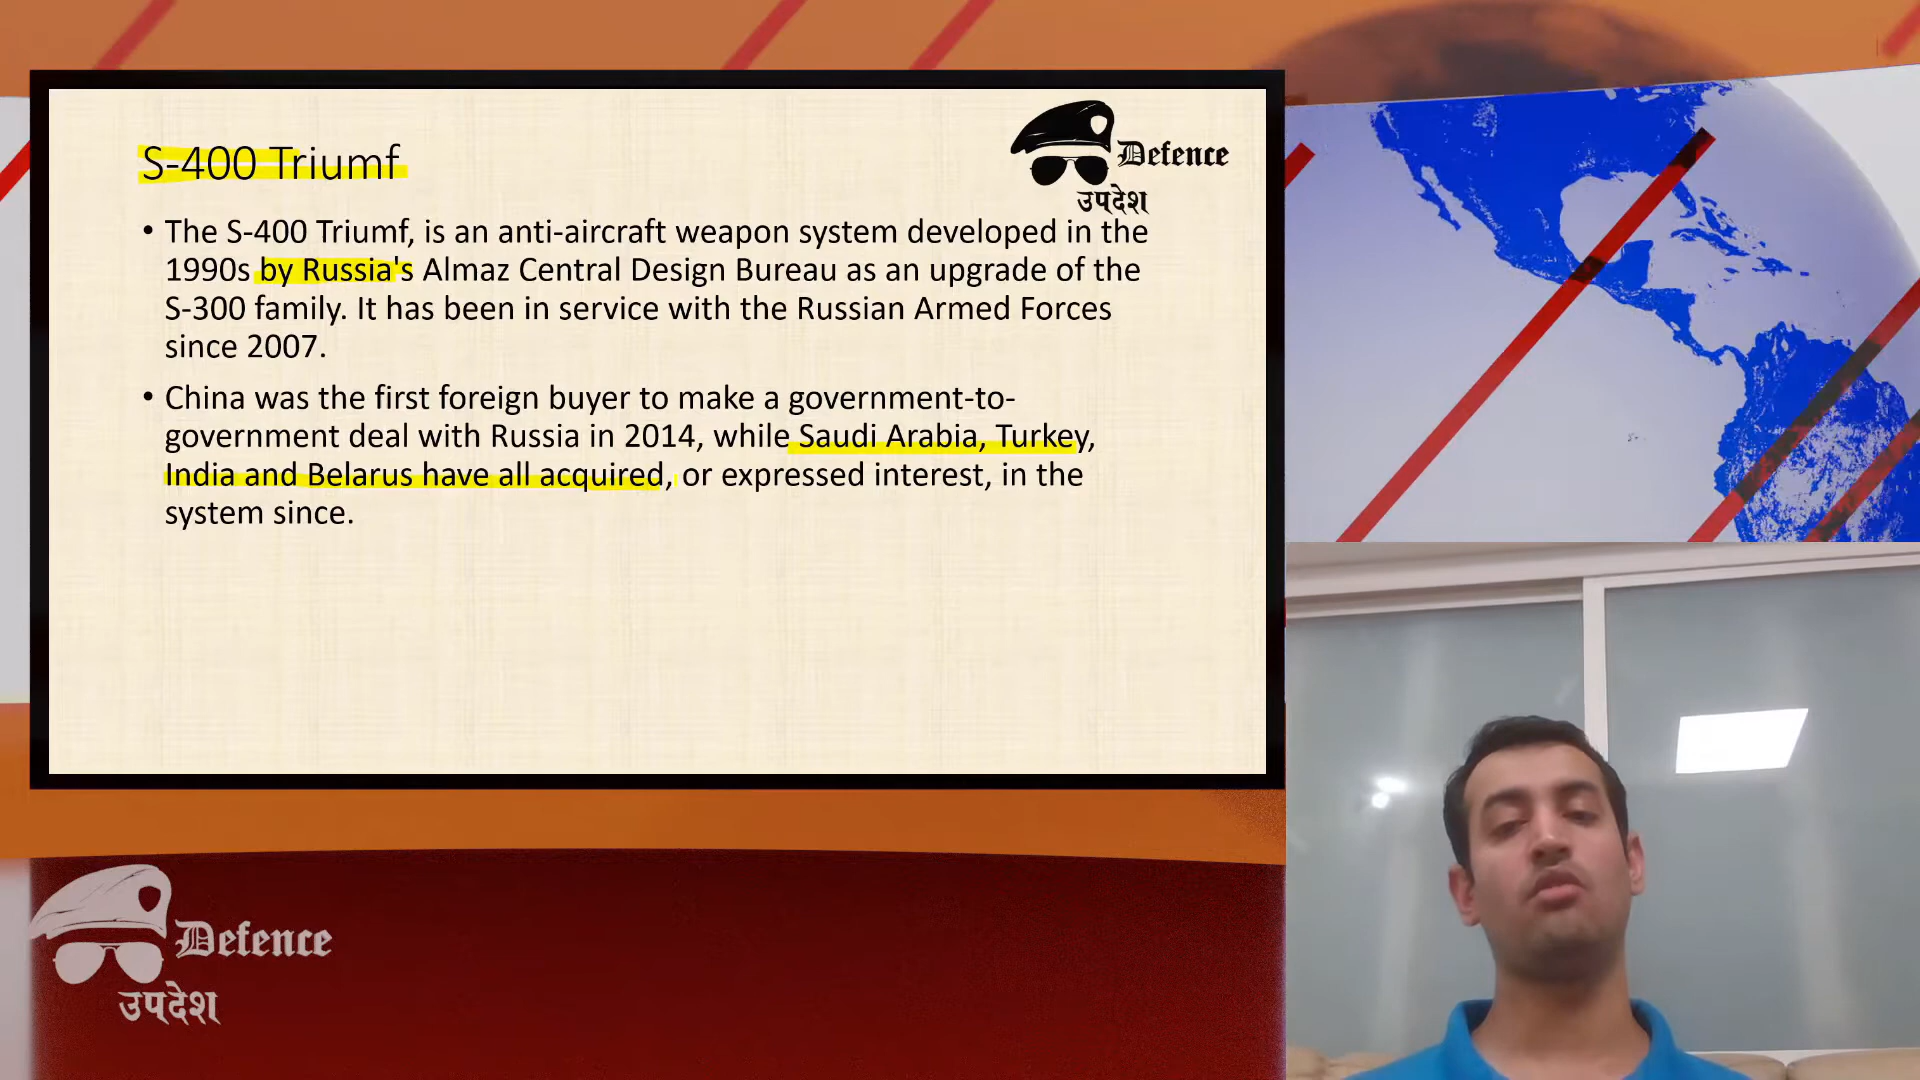 S-400 Triumf
Defence
उपदेश
• The S-400 Triumf, is an anti-aircraft weapon system developed in the
1990s by Russia's Almaz Central Design Bureau as an upgrade of the
S-300 family. It has been in service with the Russian Armed Forces
since 2007.
• China was the first foreign buyer to make a government-to-
government deal with Russia in 2014, while Saudi Arabia, Turkey,
India and Belarus have all acquired, or expressed interest, in the
system since.
Defence
उपदेश